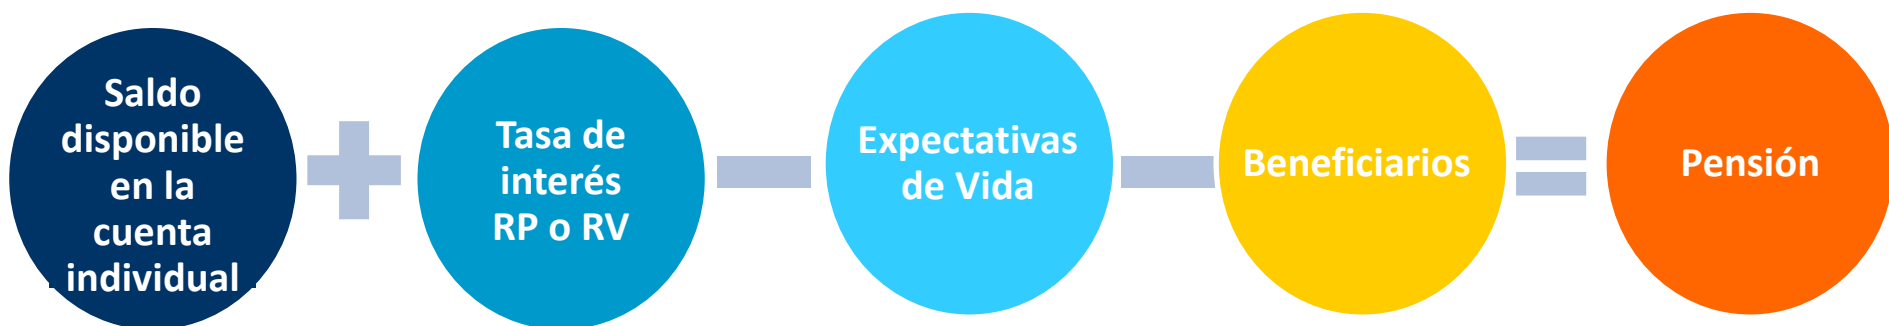 Saldo
disponible
en la
cuenta
individual
Tasa de
interés
RP o RV
Expectativas
de Vida
Beneficiarios
Pensión